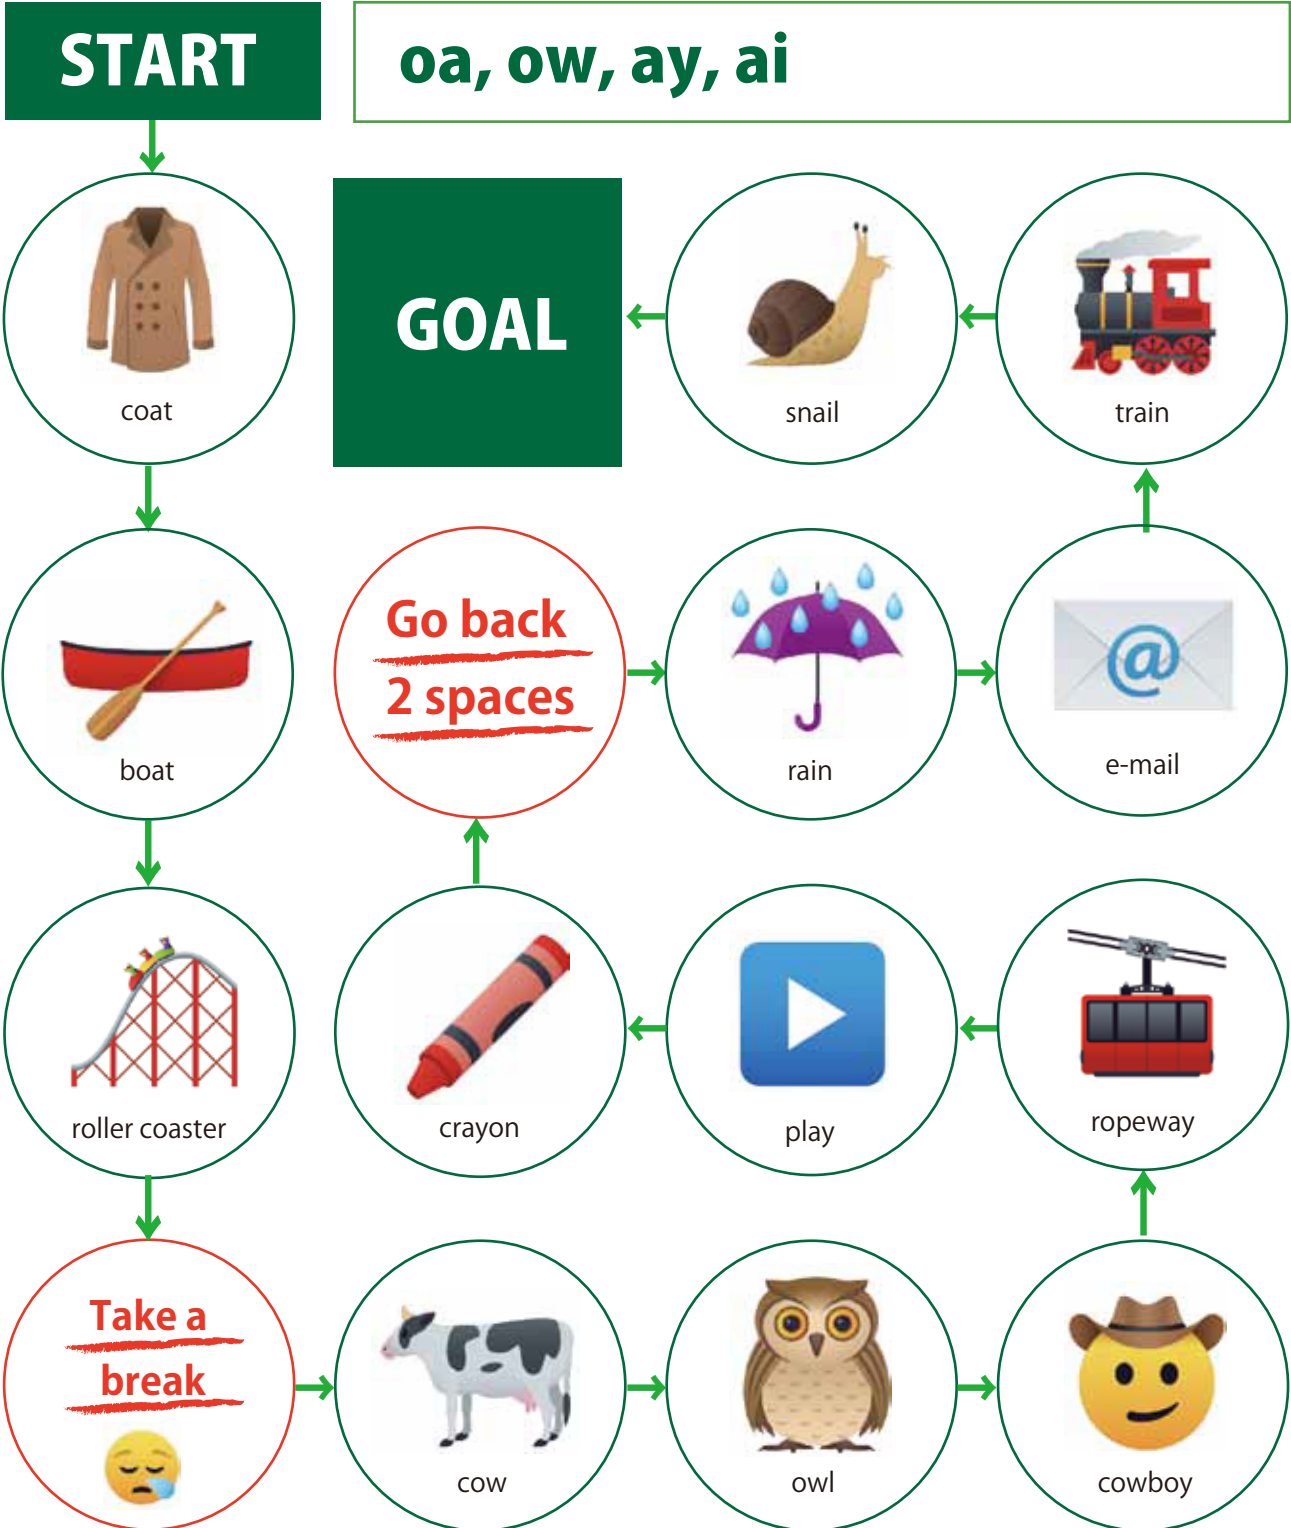 START
oa, ow, ay, ai
coat
GOAL
snail
train
boat
Go back
2 spaces
rain
@
e-mail
roller coaster
crayon
play
ropeway
Take a
break
cow
owl
cowboy